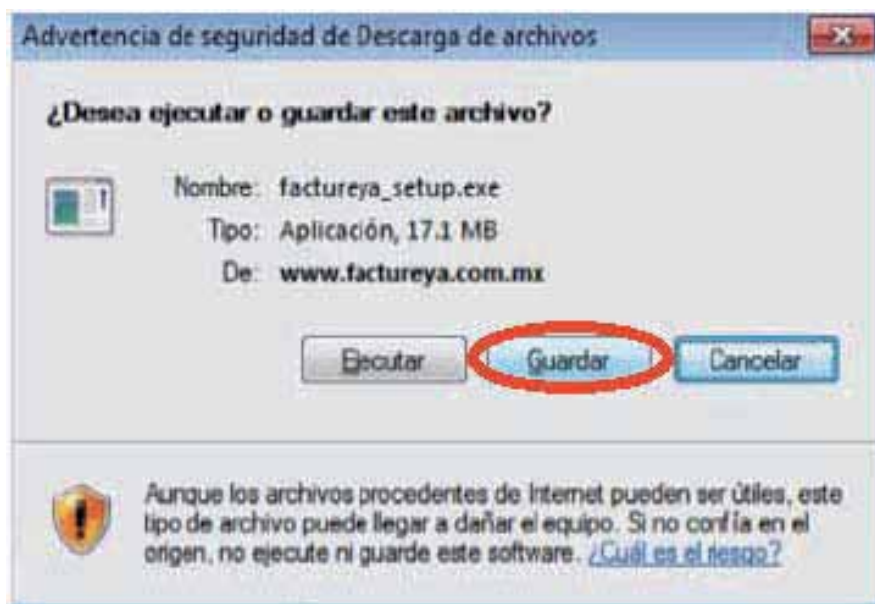 Advertencia de seguridad de Descarga de archivos
¿Desea ejecutar o guardar este archivo?
Nombre: factureya_setup.exe
Tipo: Aplicación, 17.1 MB
De: www.factureya.com.mx
Ejecutar Guardar Cancelar
Aunque los archivos procedentes de Internet pueden ser útiles, este
tipo de archivo puede llegar a dañar el equipo. Si no confía en el
origen, no ejecute ni guarde este software. ¿Cuál es el riesgo?